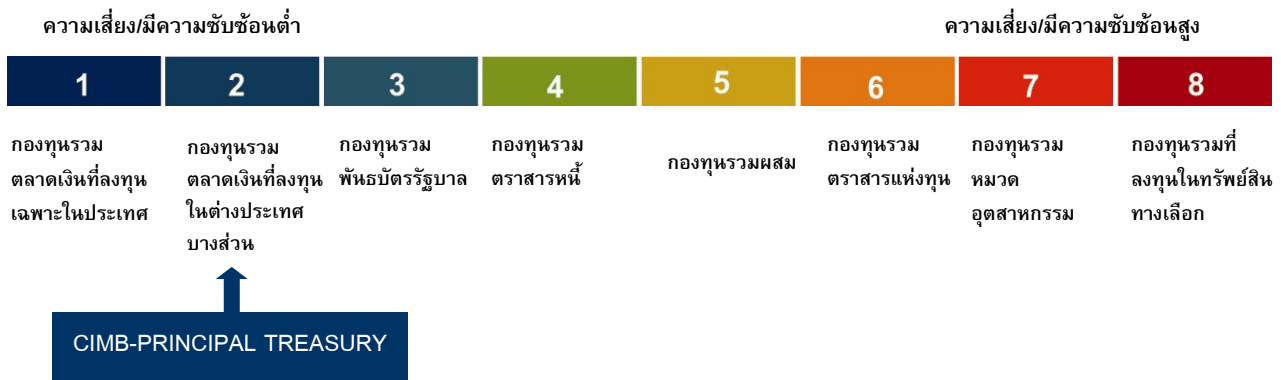 ความเสี่ยง/มีความซับซ้อนต่ำ
ความเสี่ยง/มีความซับซ้อนสูง
1
2
3
4
5
6
7
8
กองทุนรวม
ตลาดเงินที่ลงทุน
เฉพาะในประเทศ
กองทุนรวม
ตลาดเงินที่ลงทุน
ในต่างประเทศ
บางส่วน
กองทุนรวม
พันธบัตรรัฐบาล
กองทุนรวม
ตราสารหนี้
กองทุนรวมผสม
กองทุนรวม
ตราสารแห่งทุน
กองทุนรวม
หมวด
อุตสาหกรรม
กองทุนรวมที่
ลงทุนในทรัพย์สิน
ทางเลือก
CIMB-PRINCIPAL TREASURY